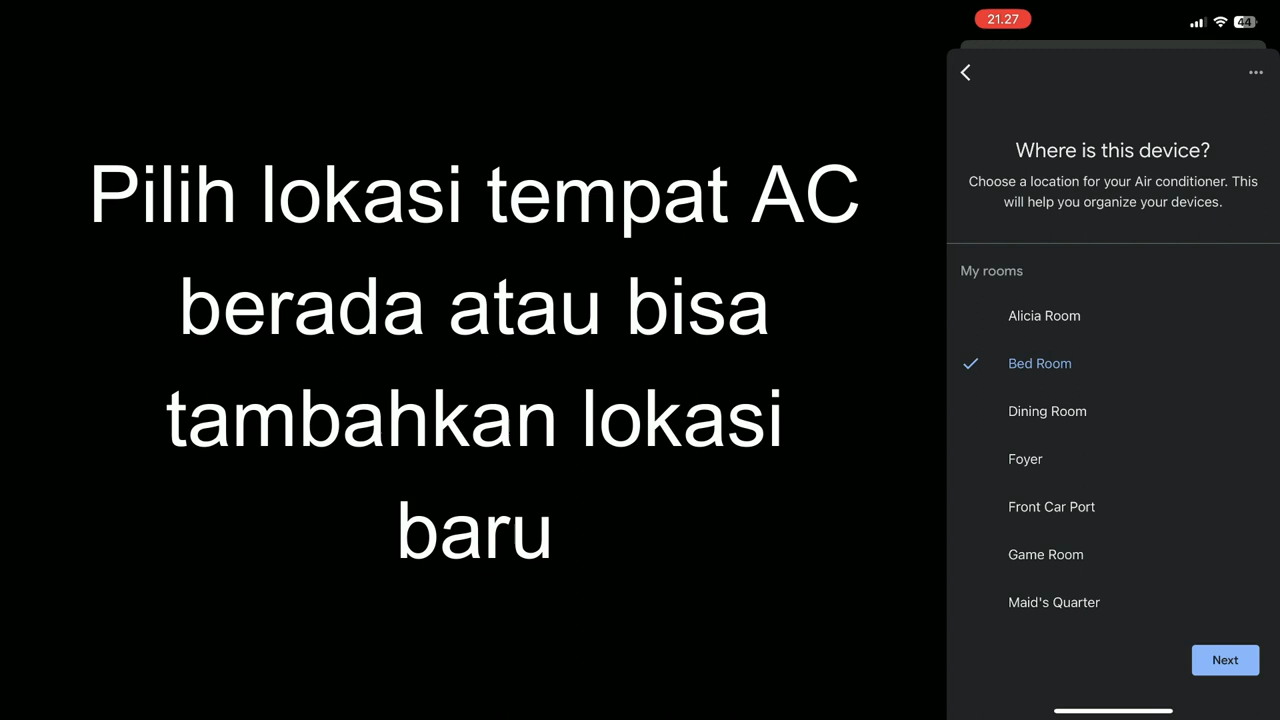 Pilih lokasi tempat AC
berada atau bisa
tambahkan lokasi
baru
21.27
44
Where is this device?
Choose a location for your Air conditioner. This
will help you organize your devices.
My rooms
Alicia Room
Bed Room
Dining Room
Foyer
Front Car Port
Game Room
Maid's Quarter
Next